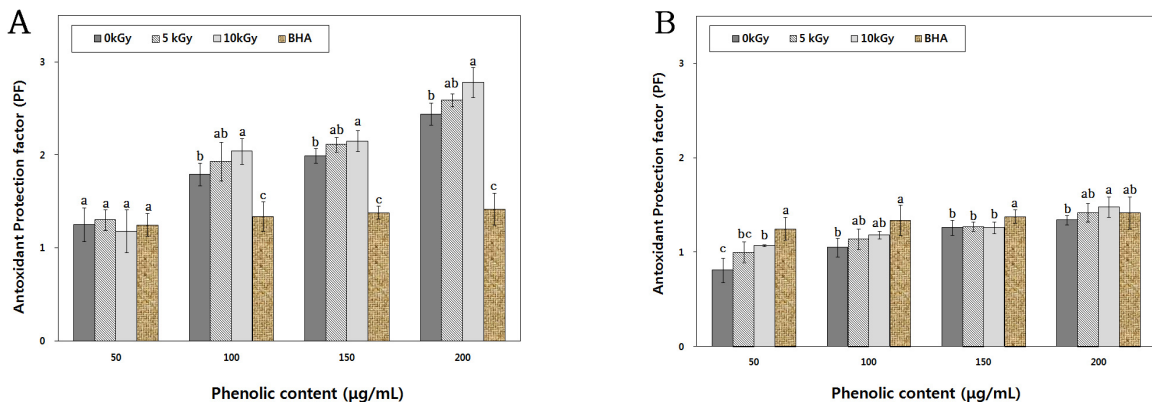 A
0kGy 5 kGy 10kGy BHA
Antoxidant Protection factor (PF)
3
2
1
0
a a a a
b ab a c
b ab a c
b ab a c
50 100 150 200
Phenolic content (μg/mL)
B
0kGy 5 kGy 10kGy BHA
Antoxidant Protection factor (PF)
3
2
1
0
c bc b a
b ab ab a
b b b a
b ab a ab
50 100 150 200
Phenolic content (μg/mL)